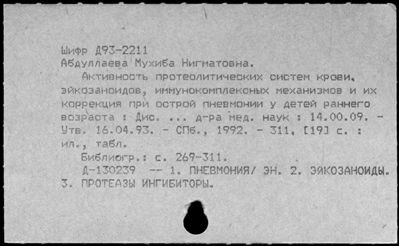 Шифр Д93-2211
Абдуллаева Мухиба Нигматовна.
Активность протеолитических систем крови,
эйкозаноидов, иммунокомплексных механизмов и их
коррекция при острой пневмонии у детей раннего
возраста : Дис. ... д-ра мед. наук : 14.00.09. -
Утв. 16.04.93. - СПб., 1992. - 311, [19] с. :
ил., табл.
Библиогр.: с. 269-311.
Д-130239 -- 1. ПНЕВМОНИЯ/ ЭН. 2. ЭЙКОЗАНОИДЫ.
3. ПРОТЕАЗЫ ИНГИБИТОРЫ.